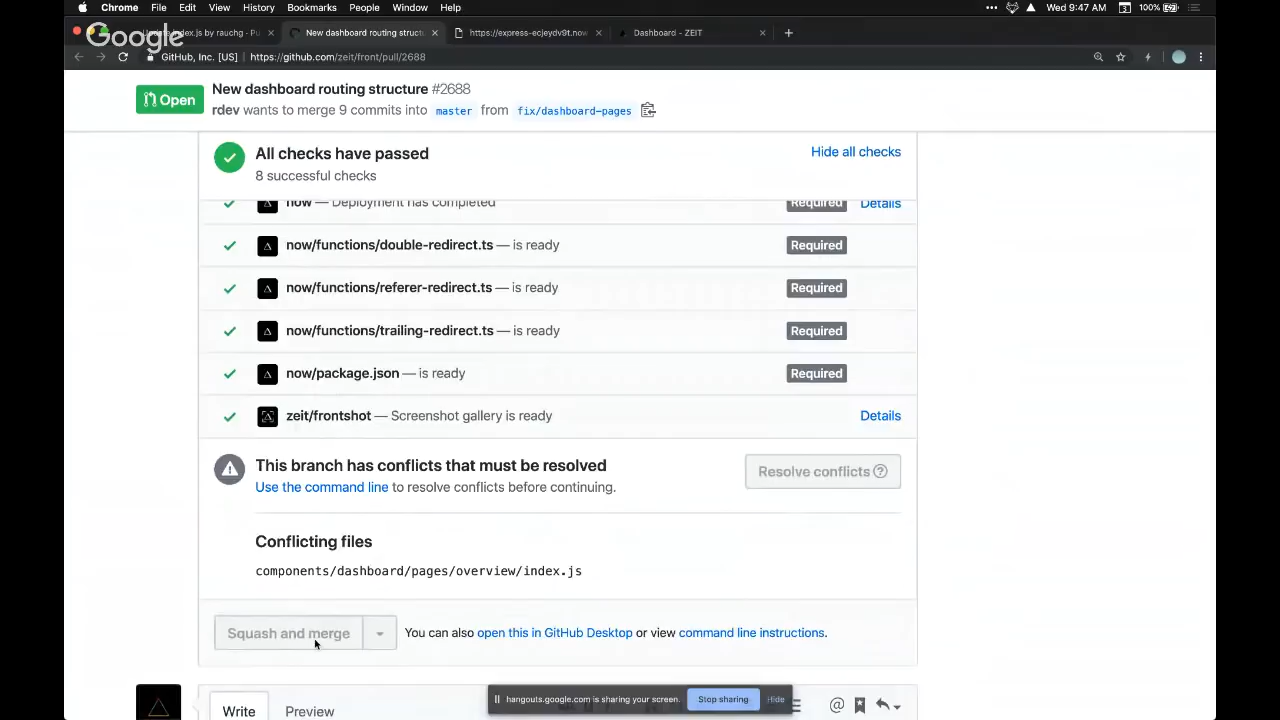 Chrome File Edit View History Bookmarks People Window Help
Wed 9:47 AM 100%
Google
index.js by rauchg - Pu
New dashboard routing struct
https://express-ecjeydv9t.now
Dashboard - ZEIT
GitHub, Inc. [US] https://github.com/zeit/front/pull/2688
Open
New dashboard routing structure #2688
rdev wants to merge 9 commits into master from fix/dashboard-pages
All checks have passed
Hide all checks
8 successful checks
now — Deployment has completed Required Details
now/functions/double-redirect.ts — is ready Required
now/functions/referer-redirect.ts — is ready Required
now/functions/trailing-redirect.ts — is ready Required
now/package.json — is ready Required
zeit/frontshot — Screenshot gallery is ready Details
This branch has conflicts that must be resolved
Resolve conflicts
Use the command line to resolve conflicts before continuing.
Conflicting files
components/dashboard/pages/overview/index.js
Squash and merge
You can also open this in GitHub Desktop or view command line instructions.
hangouts.google.com is sharing your screen. Stop sharing Hide
Write Preview